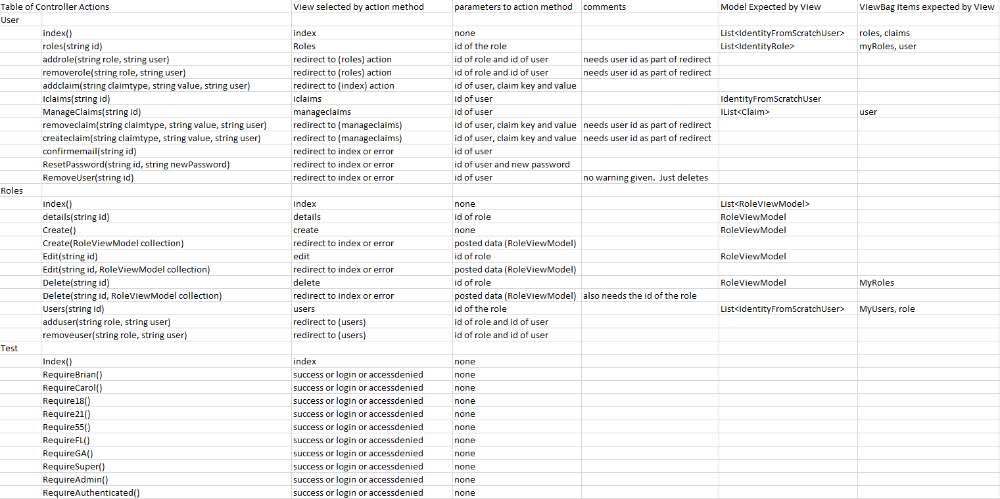 Table of Controller Actions View selected by action method parameters to action method comments Model Expected by View ViewBag items expected by View
User
index() index none List<IdentityFromScratchUser> roles, claims
roles(string id) Roles id of the role List<IdentityRole> myRoles, user
addrole(string role, string user) redirect to (roles) action id of role and id of user needs user id as part of redirect
removerole(string role, string user) redirect to (roles) action id of role and id of user needs user id as part of redirect
addclaim(string claimtype, string value, string user) redirect to (index) action id of user, claim key and value
Iclaims(string id) iclaims id of user IdentityFromScratchUser
ManageClaims(string id) manageclaims id of user IList<Claim> user
removeclaim(string claimtype, string value, string user) redirect to (manageclaims) id of user, claim key and value needs user id as part of redirect
createclaim(string claimtype, string value, string user) redirect to (manageclaims) id of user, claim key and value needs user id as part of redirect
confirmemail(string id) redirect to index or error id of user
ResetPassword(string id, string newPassword) redirect to index or error id of user and new password
RemoveUser(string id) redirect to index or error id of user no warning given.  Just deletes
Roles
index() index none List<RoleViewModel>
details(string id) details id of role RoleViewModel
Create() create none RoleViewModel
Create(RoleViewModel collection) redirect to index or error posted data (RoleViewModel)
Edit(string id) edit id of role RoleViewModel
Edit(string id, RoleViewModel collection) redirect to index or error posted data (RoleViewModel)
Delete(string id) delete id of role RoleViewModel MyRoles
Delete(string id, RoleViewModel collection) redirect to index or error posted data (RoleViewModel) also needs the id of the role
Users(string id) users id of the role List<IdentityFromScratchUser> MyUsers, role
adduser(string role, string user) redirect to (users) id of role and id of user
removeuser(string role, string user) redirect to (users) id of role and id of user
Test
Index() index none
RequireBrian() success or login or accessdenied none
RequireCarol() success or login or accessdenied none
Require18() success or login or accessdenied none
Require21() success or login or accessdenied none
Require55() success or login or accessdenied none
RequireFL() success or login or accessdenied none
RequireGA() success or login or accessdenied none
RequireSuper() success or login or accessdenied none
RequireAdmin() success or login or accessdenied none
RequireAuthenticated() success or login or accessdenied none